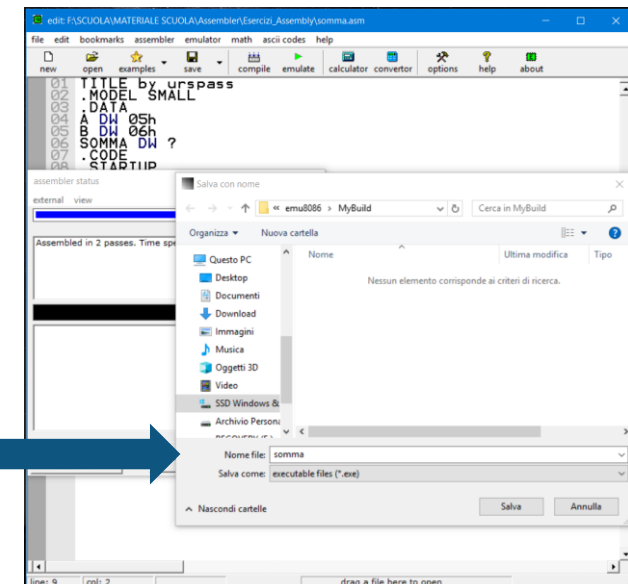 edit: F:\SCUOLA\MATERIALE SCUOLA\Assembler\Esercizi_Assembly\somma.asm
file edit bookmarks assembler emulator math ascii codes help
new open examples save compile emulate calculator convertor options help about
01 TITLE by urspass
02 .MODEL SMALL
03 .DATA
04 A DW 05h
05 B DW 06h
06 SOMMA DW ?
07 .CODE
08 .STARTUP
assembler status
external view
Assembled in 2 passes. Time spe
Salva con nome
« emu8086 › MyBuild
Cerca in MyBuild
Organizza
Nuova cartella
Questo PC
Desktop
Documenti
Download
Immagini
Musica
Oggetti 3D
Video
SSD Windows &
Archivio Persona
Nome Ultima modifica Tipo
Nessun elemento corrisponde ai criteri di ricerca.
Nome file: somma
Salva come: executable files (*.exe)
Nascondi cartelle
Salva Annulla
line: 9 col: 2 drag a file here to open